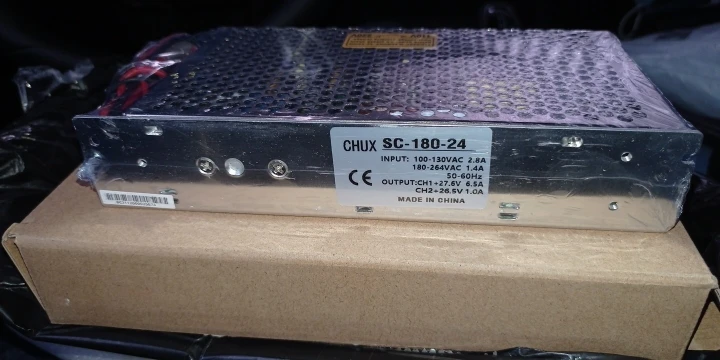 CHUX SC-180-24
INPUT: 100-130VAC 2.8A
180-264VAC 1.4A
50-60Hz
CE
OUTPUT:CH1+27.6V 6.5A
CH2+26.5V 1.0A
MADE IN CHINA